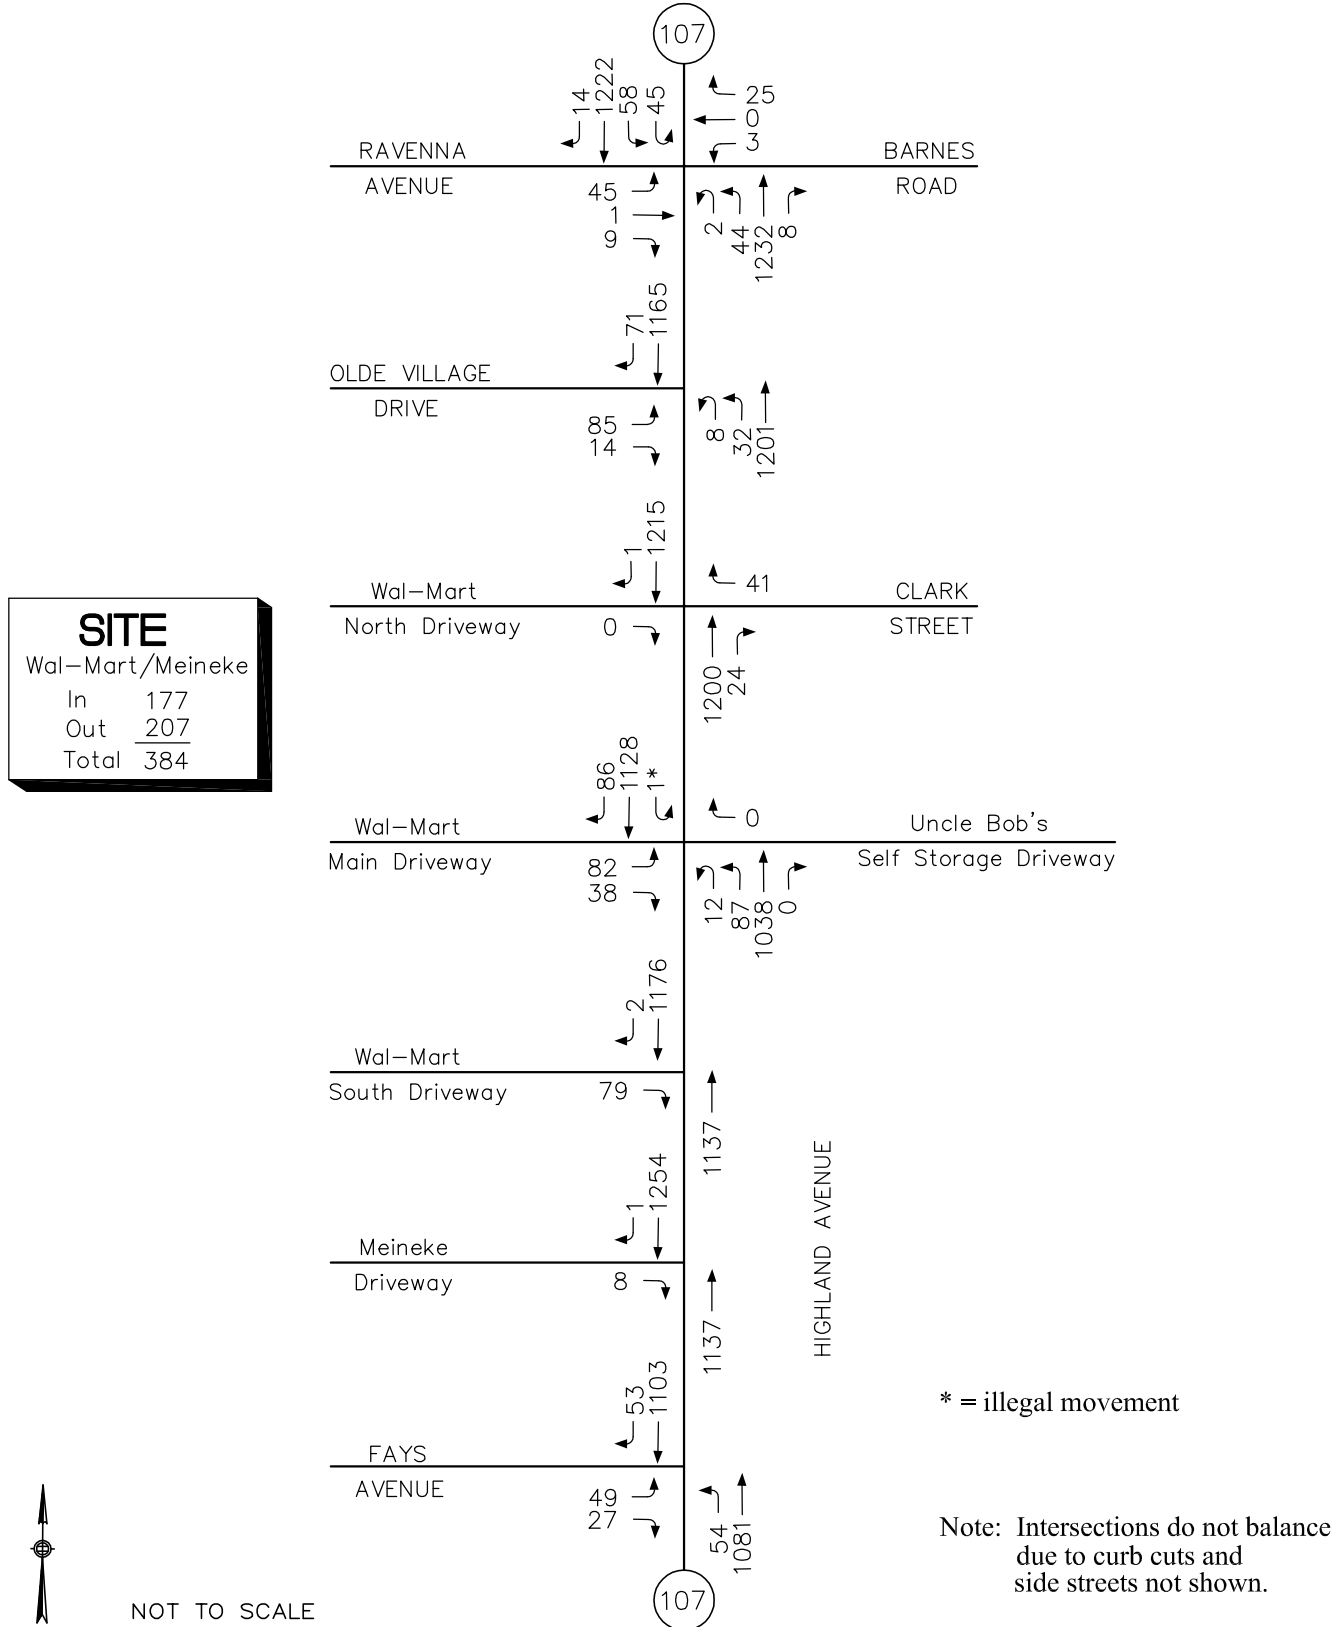 107
14
1222
58
45
25
0
3
RAVENNA
AVENUE
BARNES
ROAD
45
1
9
2
44
1232
8
71
1165
OLDE VILLAGE
DRIVE
85
14
8
32
1201
1
1215
41
Wal-Mart
North Driveway
CLARK
STREET
0
1200
24
SITE
Wal-Mart/Meineke
In 177
Out 207
Total 384
86
1128
1*
0
Wal-Mart
Main Driveway
Uncle Bob's
Self Storage Driveway
82
38
12
87
1038
0
2
1176
Wal-Mart
South Driveway
79
1137
1
1254
Meineke
Driveway
8
1137
HIGHLAND AVENUE
53
1103
FAYS
AVENUE
49
27
54
1081
107
* = illegal movement
Note: Intersections do not balance
due to curb cuts and
side streets not shown.
NOT TO SCALE